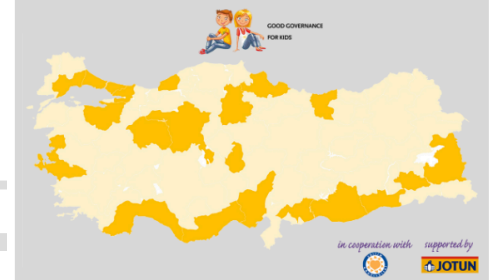 GOOD GOVERNANCE
FOR KIDS
in cooperation with
supported by
JOTUN